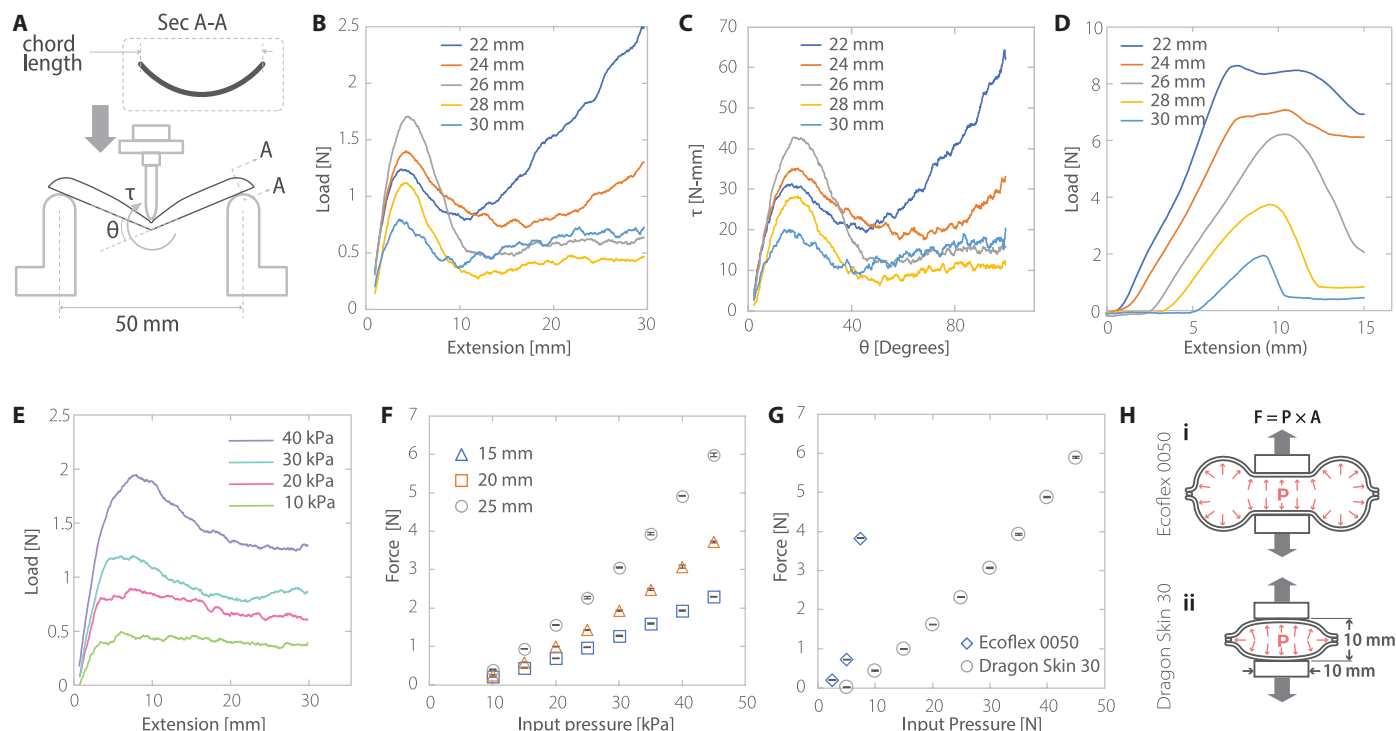 A
Sec A-A
chord
length
A
A
τ
θ
50 mm
B
2.5
2
1.5
1
0.5
0
0
10
20
30
Load [N]
Extension [mm]
22 mm
24 mm
26 mm
28 mm
30 mm
C
70
60
50
40
30
20
10
0
0
40
80
τ [N-mm]
θ [Degrees]
22 mm
24 mm
26 mm
28 mm
30 mm
D
10
8
6
4
2
0
0
5
10
15
Load [N]
Extension (mm)
22 mm
24 mm
26 mm
28 mm
30 mm
E
2.5
2
1.5
1
0.5
0
0
10
20
30
Load [N]
Extension [mm]
40 kPa
30 kPa
20 kPa
10 kPa
F
7
6
5
4
3
2
1
0
0
10
20
30
40
50
Force [N]
Input pressure [kPa]
15 mm
20 mm
25 mm
G
7
6
5
4
3
2
1
0
0
10
20
30
40
50
Force [N]
Input Pressure [N]
Ecoflex 0050
Dragon Skin 30
H
F = P × A
i
Ecoflex 0050
P
ii
Dragon Skin 30
P
10 mm
10 mm